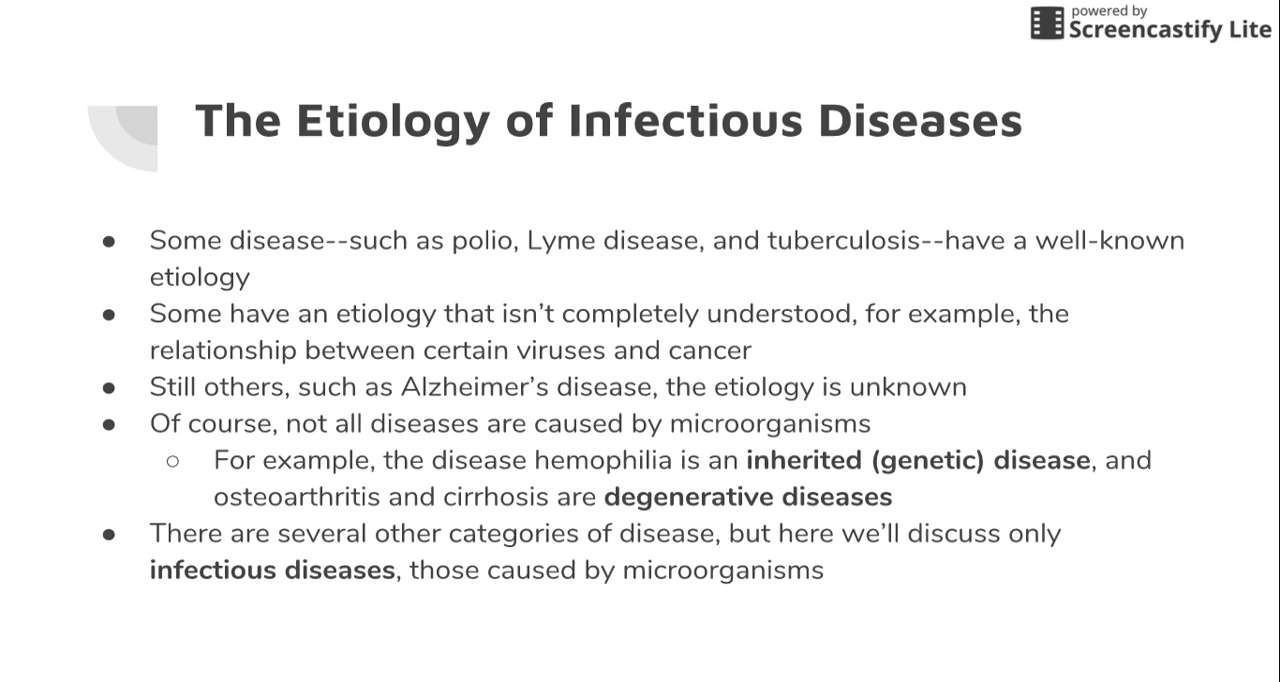 powered by
Screencastify Lite
The Etiology of Infectious Diseases
● Some disease--such as polio, Lyme disease, and tuberculosis--have a well-known
etiology
● Some have an etiology that isn’t completely understood, for example, the
relationship between certain viruses and cancer
● Still others, such as Alzheimer’s disease, the etiology is unknown
● Of course, not all diseases are caused by microorganisms
○ For example, the disease hemophilia is an inherited (genetic) disease, and
osteoarthritis and cirrhosis are degenerative diseases
● There are several other categories of disease, but here we’ll discuss only
infectious diseases, those caused by microorganisms